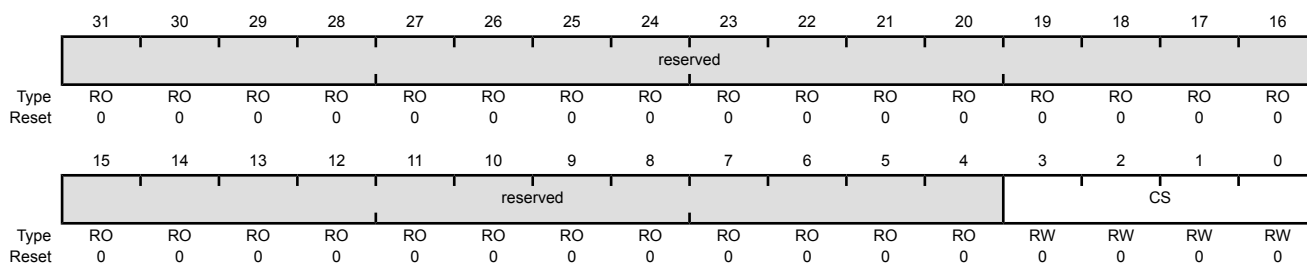 31 30 29 28 27 26 25 24 23 22 21 20 19 18 17 16
reserved
Type RO RO RO RO RO RO RO RO RO RO RO RO RO RO RO RO
Reset 0 0 0 0 0 0 0 0 0 0 0 0 0 0 0 0
15 14 13 12 11 10 9 8 7 6 5 4 3 2 1 0
reserved CS
Type RO RO RO RO RO RO RO RO RO RO RO RO RW RW RW RW
Reset 0 0 0 0 0 0 0 0 0 0 0 0 0 0 0 0